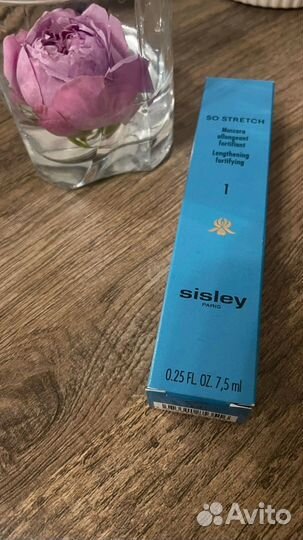 SO STRETCH
Mascara
allongeant
fortifiant
Lengthening
fortifying
1
sisley
PARIS
0.25 FL. OZ. 7,5 ml
Avito